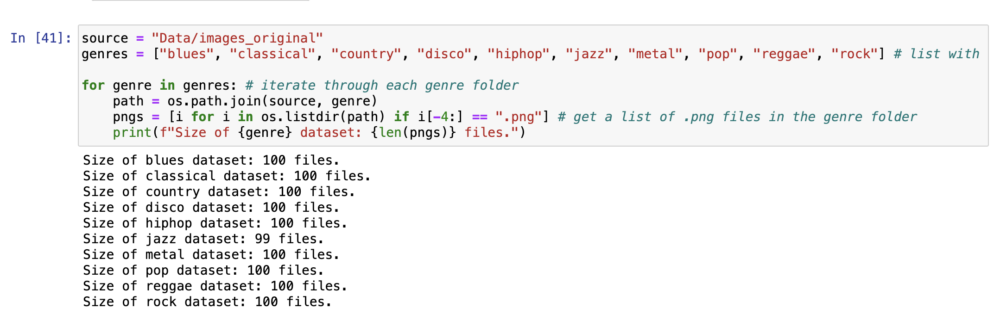 In [41]:
source = "Data/images_original"
genres = ["blues", "classical", "country", "disco", "hiphop", "jazz", "metal", "pop", "reggae", "rock"] # list with
for genre in genres: # iterate through each genre folder
    path = os.path.join(source, genre)
    pngs = [i for i in os.listdir(path) if i[-4:] == ".png"] # get a list of .png files in the genre folder
    print(f"Size of {genre} dataset: {len(pngs)} files.")
Size of blues dataset: 100 files.
Size of classical dataset: 100 files.
Size of country dataset: 100 files.
Size of disco dataset: 100 files.
Size of hiphop dataset: 100 files.
Size of jazz dataset: 99 files.
Size of metal dataset: 100 files.
Size of pop dataset: 100 files.
Size of reggae dataset: 100 files.
Size of rock dataset: 100 files.